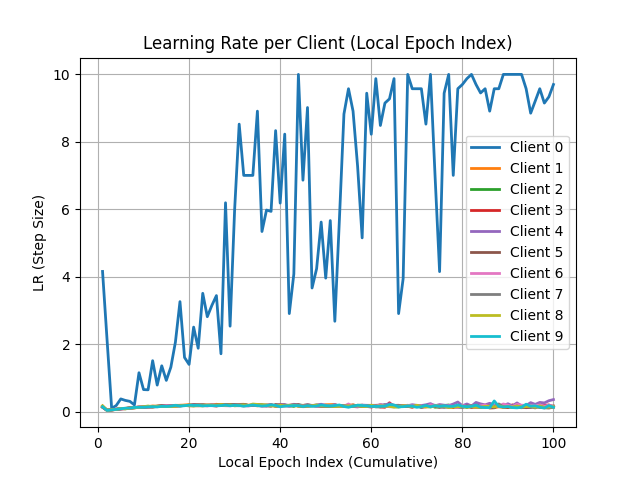 Learning Rate per Client (Local Epoch Index)
LR (Step Size)
10
8
6
4
2
0
Client 0
Client 1
Client 2
Client 3
Client 4
Client 5
Client 6
Client 7
Client 8
Client 9
0 20 40 60 80 100
Local Epoch Index (Cumulative)